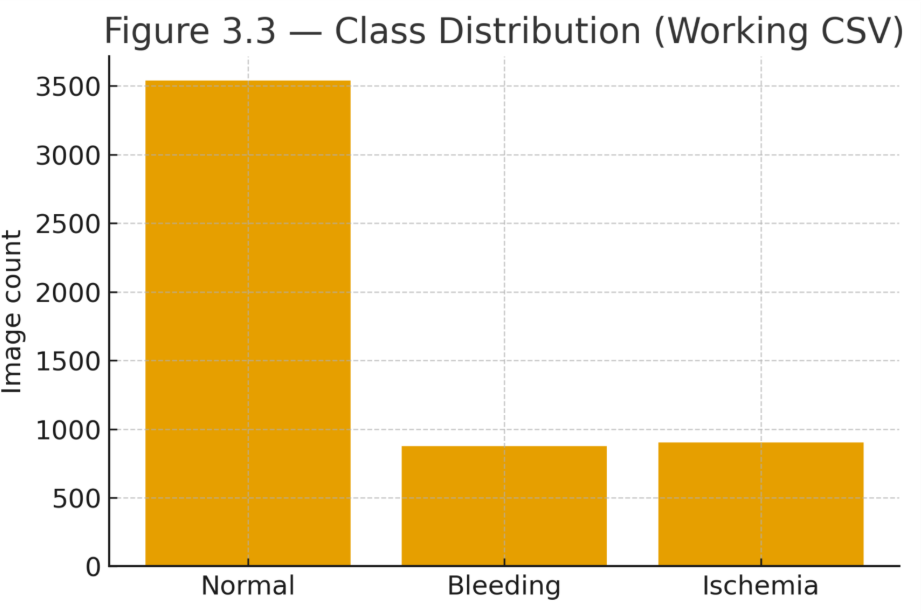 Figure 3.3 — Class Distribution (Working CSV)
Image count
3500
3000
2500
2000
1500
1000
500
0
Normal Bleeding Ischemia